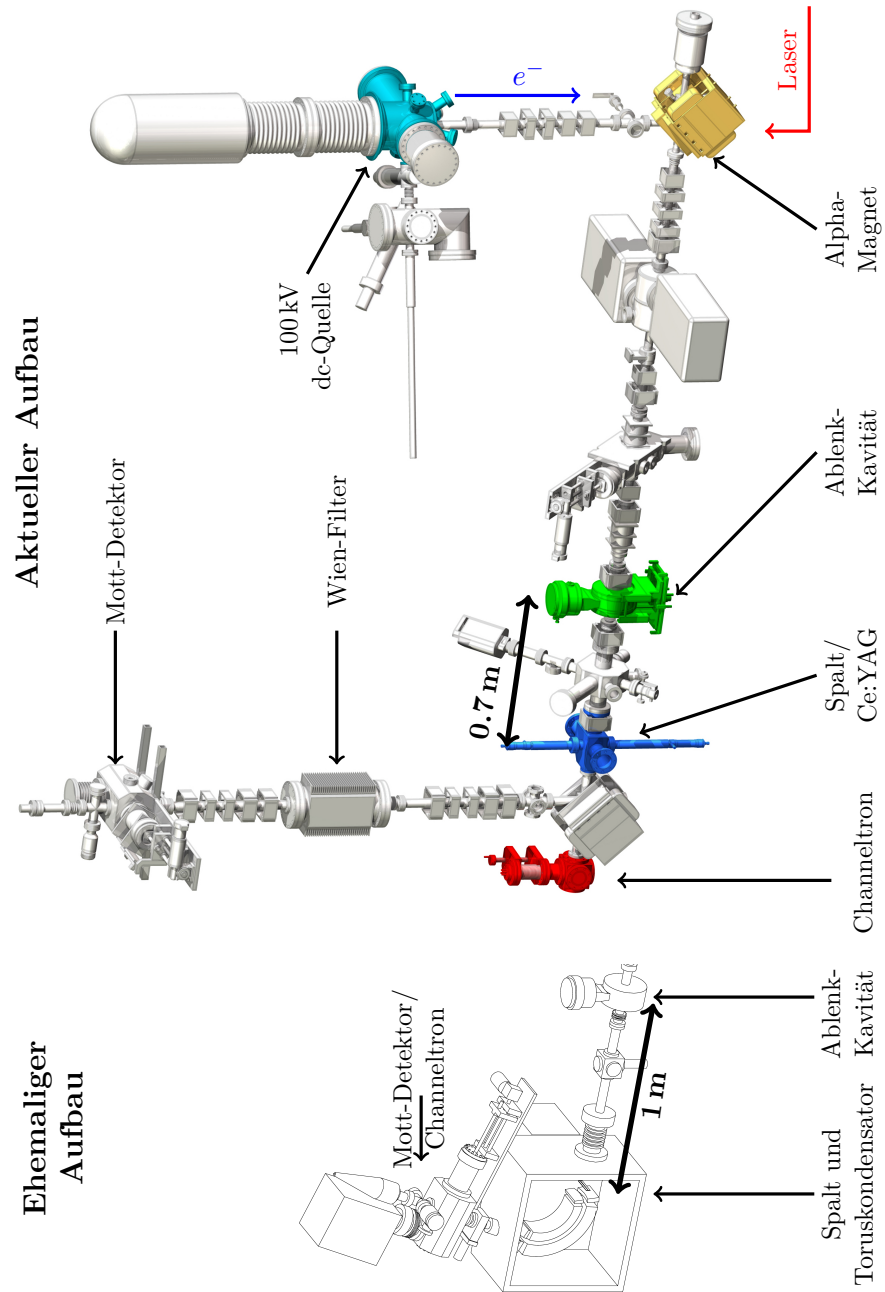 Ehemaliger
Aufbau
Aktueller Aufbau
Mott-Detektor/
Channeltron
1 m
Spalt und
Toruskondensator
Ablenk-
Kavität
Mott-Detektor
Wien-Filter
100 kV
dc-Quelle
e⁻
0.7 m
Laser
Channeltron
Spalt/
Ce:YAG
Ablenk-
Kavität
Alpha-
Magnet